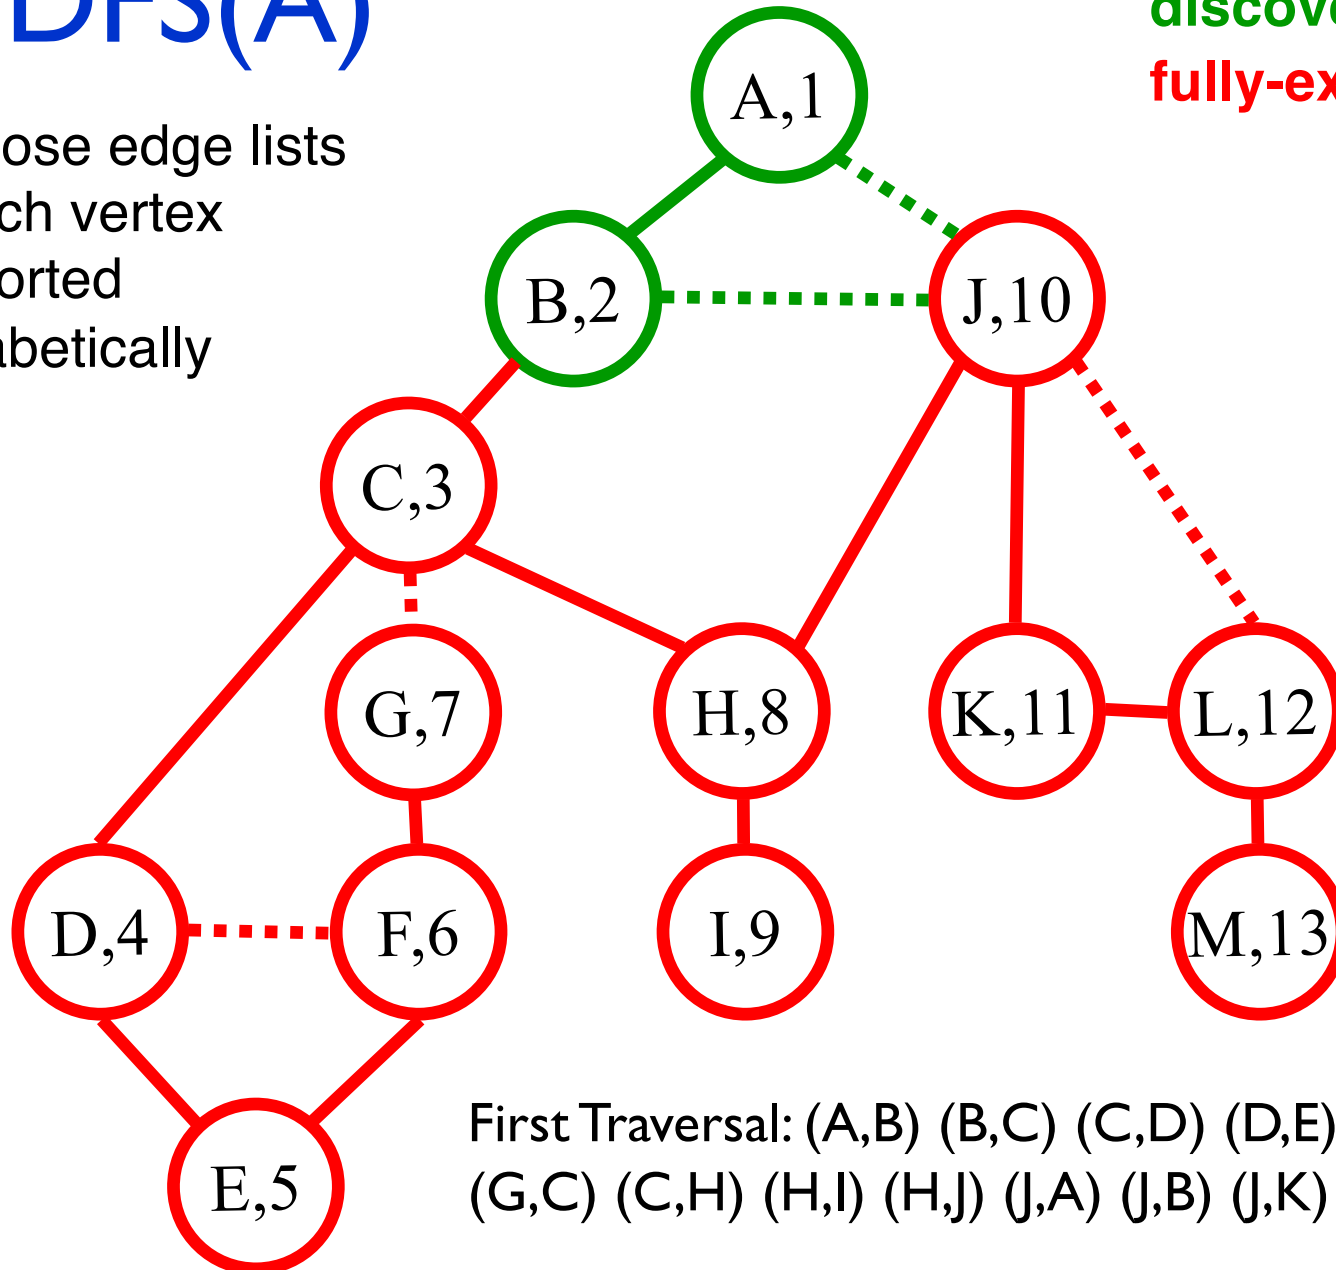 DFS(A)
discove
fully-ex
ose edge lists
ch vertex
orted
abetically
A,1
B,2
J,10
C,3
G,7
H,8
K,11
L,12
D,4
F,6
I,9
M,13
E,5
First Traversal: (A,B) (B,C) (C,D) (D,E)
(G,C) (C,H) (H,I) (H,J) (J,A) (J,B) (J,K)